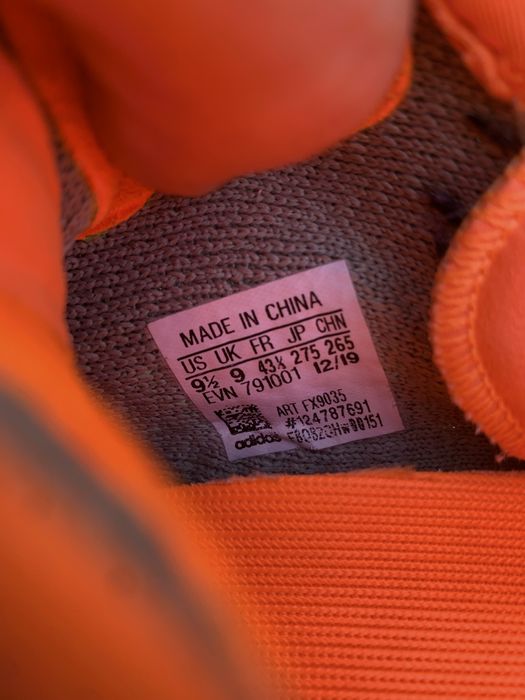 MADE IN CHINA
US UK FR JP CHN
9½ 9 43⅓ 275 265
EVN 791001 12/19
ART FX9035
#124787691
adidas